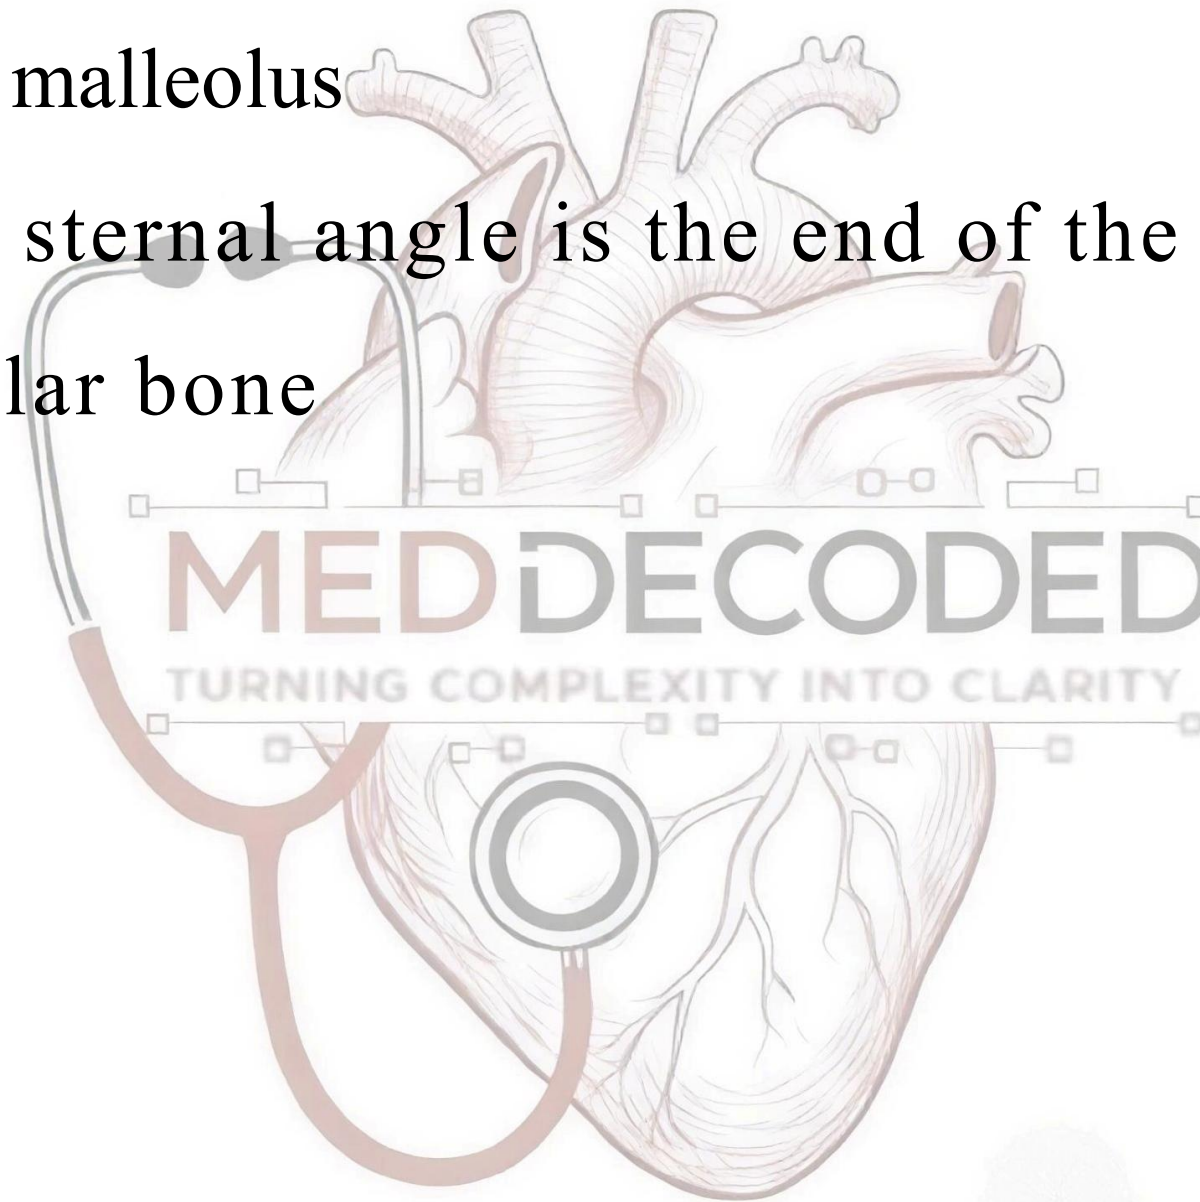 malleolus
sternal angle is the end of the
lar bone
MEDDECODED
TURNING COMPLEXITY INTO CLARITY